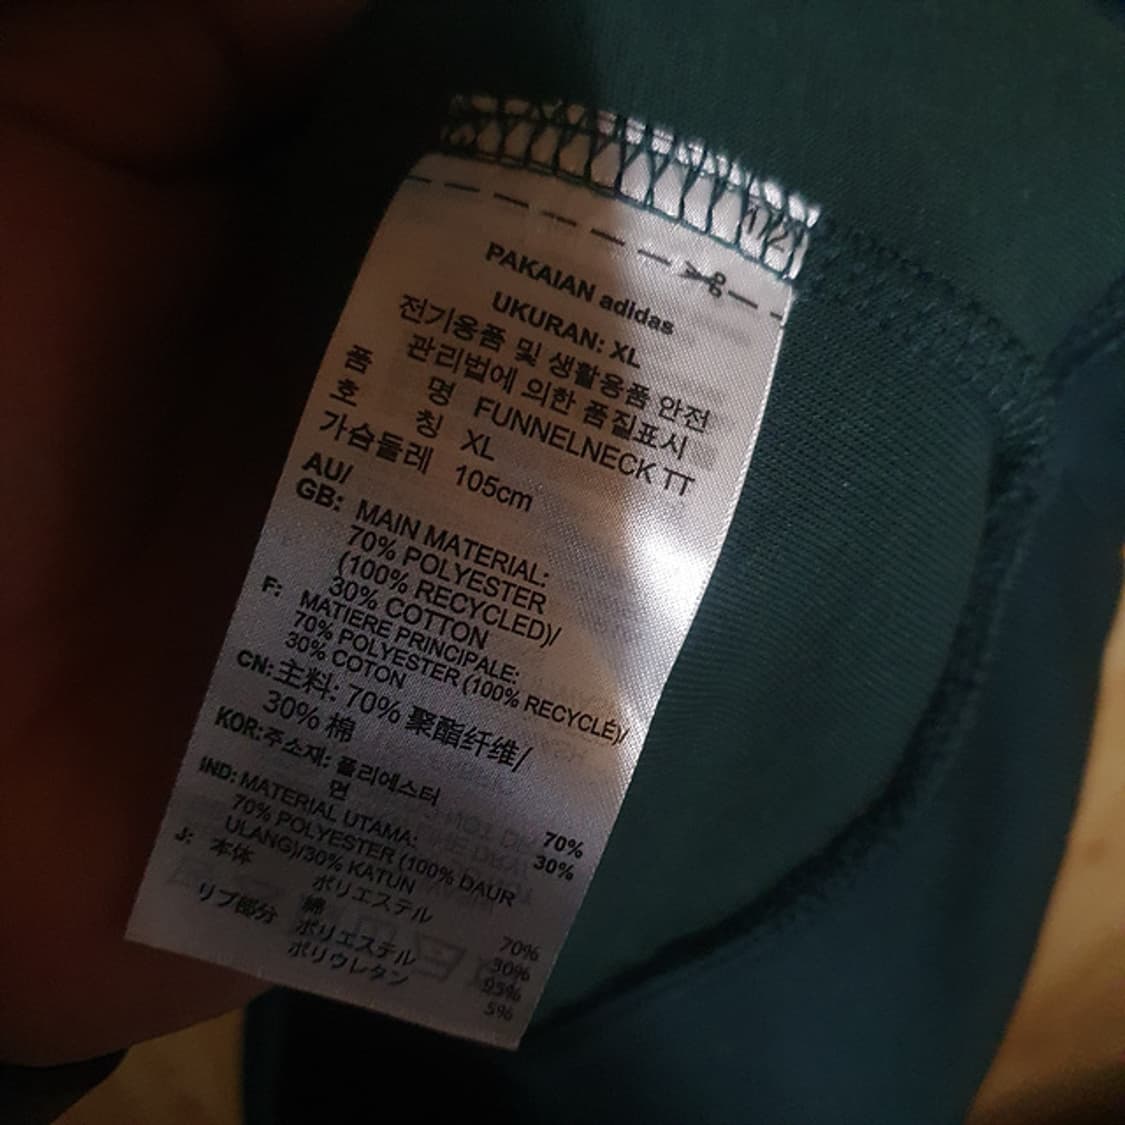 1/2
PAKAIAN adidas
UKURAN: XL
전기용품 및 생활용품 안전
관리법에 의한 품질표시
품 명 FUNNELNECK TT
호 칭 XL
가슴둘레 105cm
AU/
GB: MAIN MATERIAL:
70% POLYESTER
(100% RECYCLED)/
30% COTTON
F: MATIERE PRINCIPALE:
70% POLYESTER (100% RECYCLÉ)/
30% COTON
CN: 主料: 70% 聚酯纤维/
30% 棉
KOR: 주소재: 폴리에스터 70%
면 30%
IND: MATERIAL UTAMA:
70% POLYESTER (100% DAUR
ULANG)/30% KATUN
J: 本体 ポリエステル 70%
綿 30%
リブ部分 ポリエステル 95%
ポリウレタン 5%